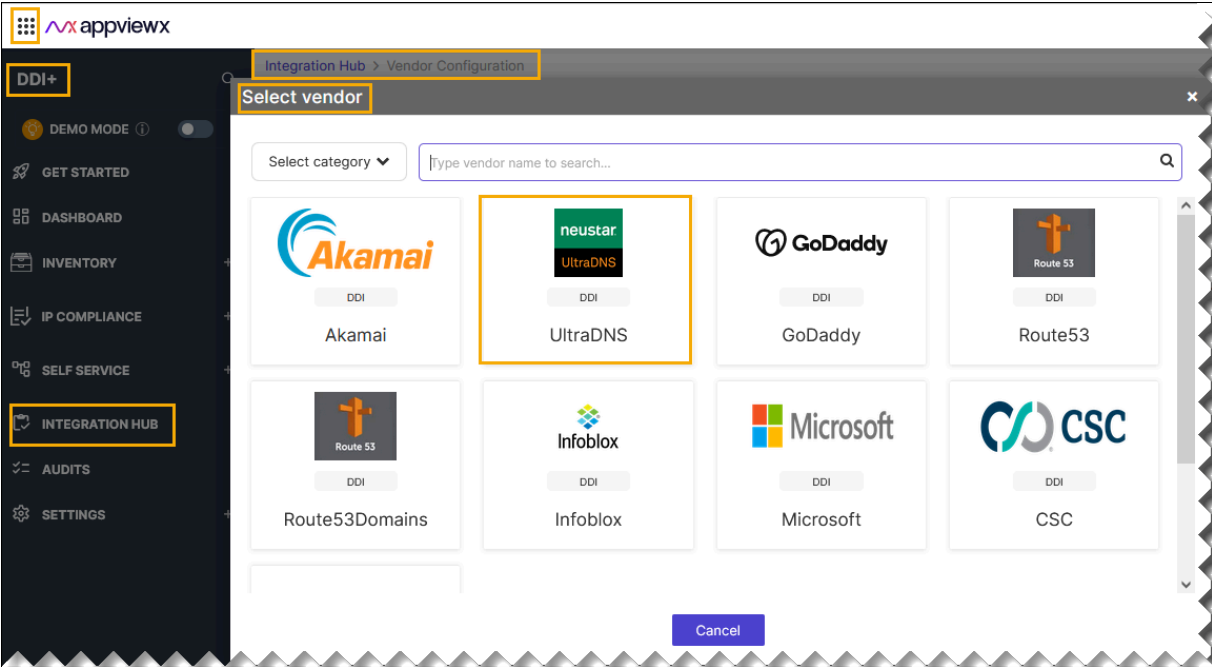 appviewx
DDI+
Integration Hub > Vendor Configuration
Select vendor
DEMO MODE
GET STARTED
DASHBOARD
INVENTORY
IP COMPLIANCE
SELF SERVICE
INTEGRATION HUB
AUDITS
SETTINGS
Select category
Type vendor name to search...
Akamai
DDI
Akamai
neustar
UltraDNS
DDI
UltraDNS
GoDaddy
DDI
GoDaddy
Route 53
DDI
Route53
Route 53
DDI
Route53Domains
Infoblox
DDI
Infoblox
Microsoft
DDI
Microsoft
CSC
DDI
CSC
Cancel